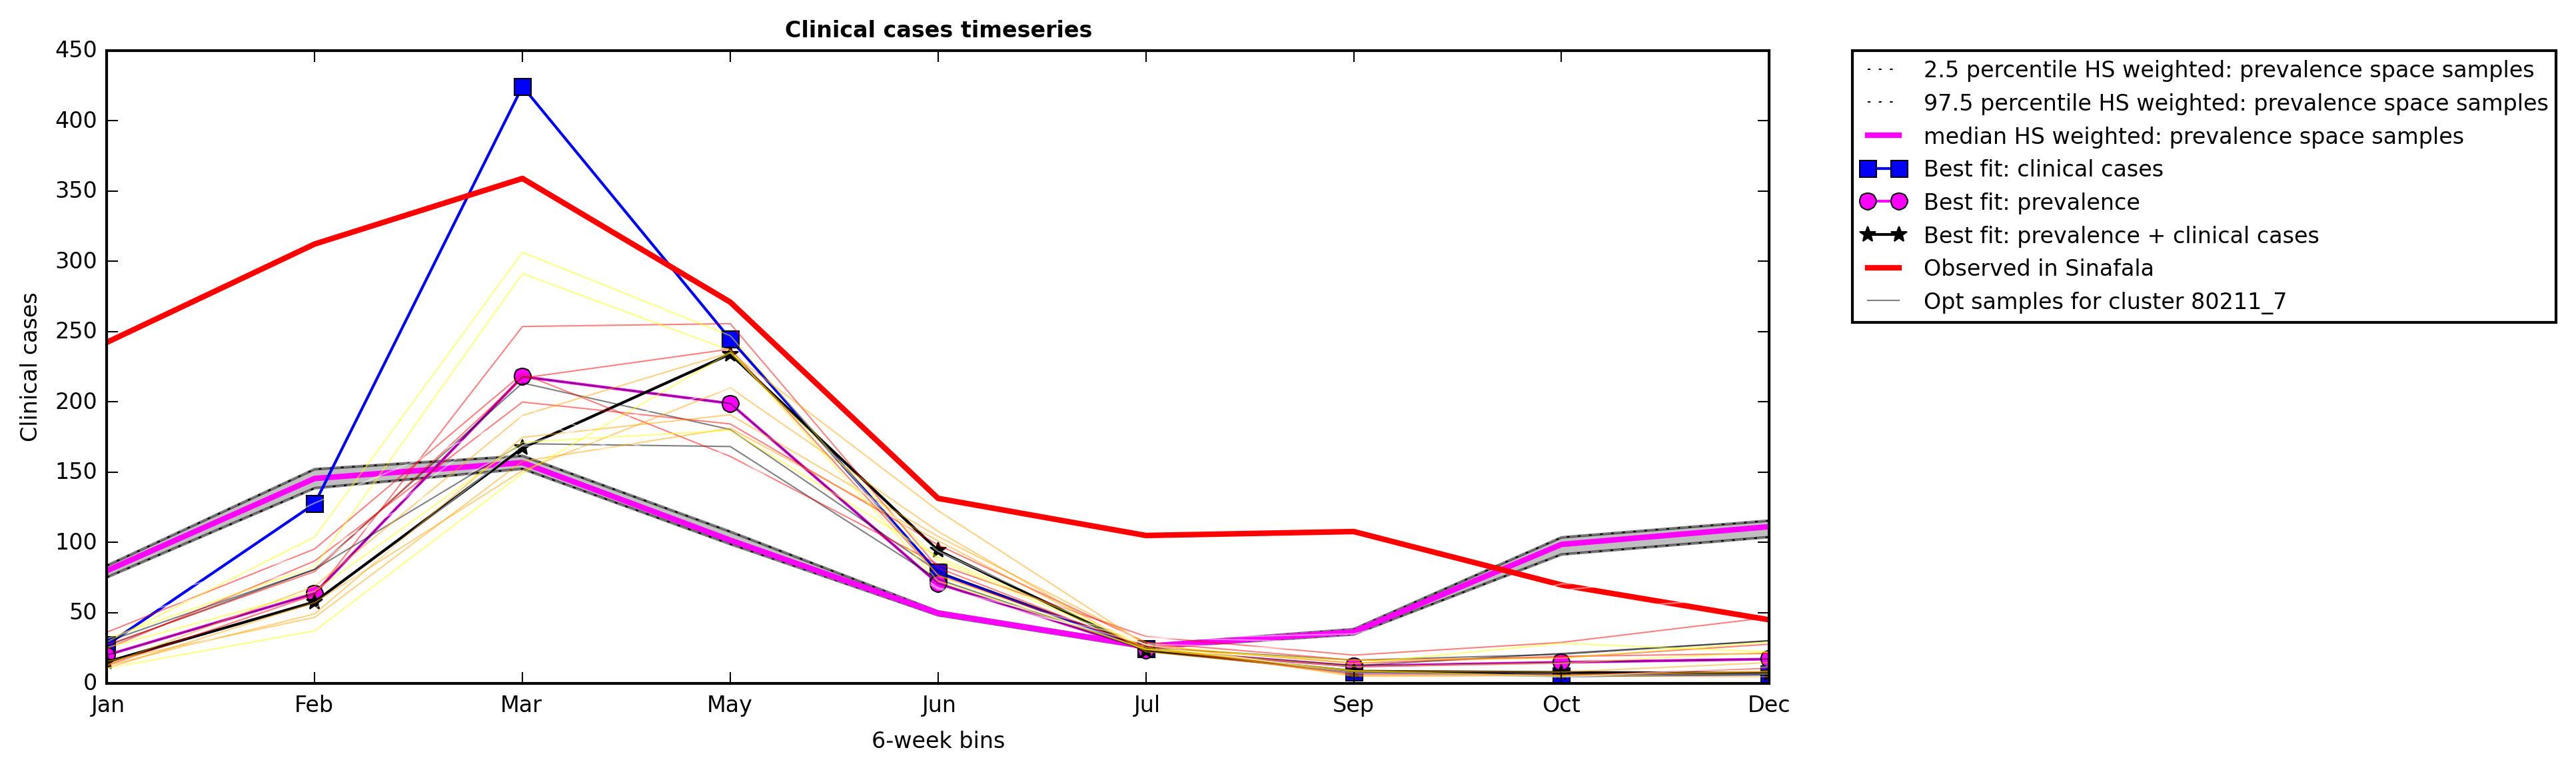 Clinical cases timeseries
450
400
350
300
250
200
150
100
50
0
Clinical cases
Jan Feb Mar May Jun Jul Sep Oct Dec
6-week bins
2.5 percentile HS weighted: prevalence space samples
97.5 percentile HS weighted: prevalence space samples
median HS weighted: prevalence space samples
Best fit: clinical cases
Best fit: prevalence
Best fit: prevalence + clinical cases
Observed in Sinafala
Opt samples for cluster 80211_7